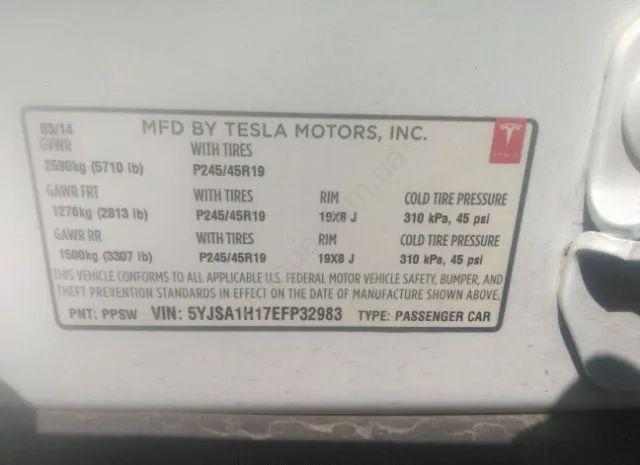 03/14 MFD BY TESLA MOTORS, INC.
GVWR WITH TIRES
2590kg (5710 lb) P245/45R19
TESLA
GAWR FRT WITH TIRES RIM COLD TIRE PRESSURE
1276kg (2813 lb) P245/45R19 19X8 J 310 kPa, 45 psi
GAWR RR WITH TIRES RIM COLD TIRE PRESSURE
1500kg (3307 lb) P245/45R19 19X8 J 310 kPa, 45 psi
THIS VEHICLE CONFORMS TO ALL APPLICABLE U.S. FEDERAL MOTOR VEHICLE SAFETY, BUMPER, AND
THEFT PREVENTION STANDARDS IN EFFECT ON THE DATE OF MANUFACTURE SHOWN ABOVE.
PNT: PPSW VIN: 5YJSA1H17EFP32983 TYPE: PASSENGER CAR